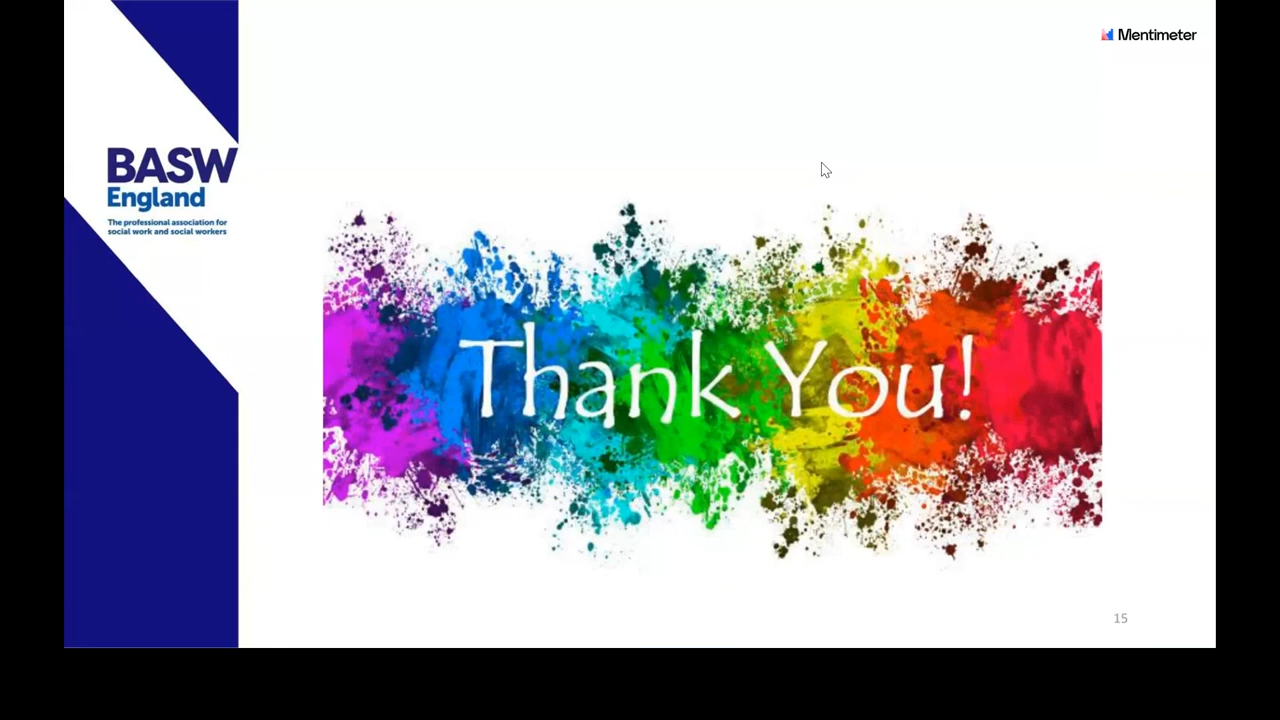 Mentimeter
BASW
England
The professional association for
social work and social workers
Thank You!
15